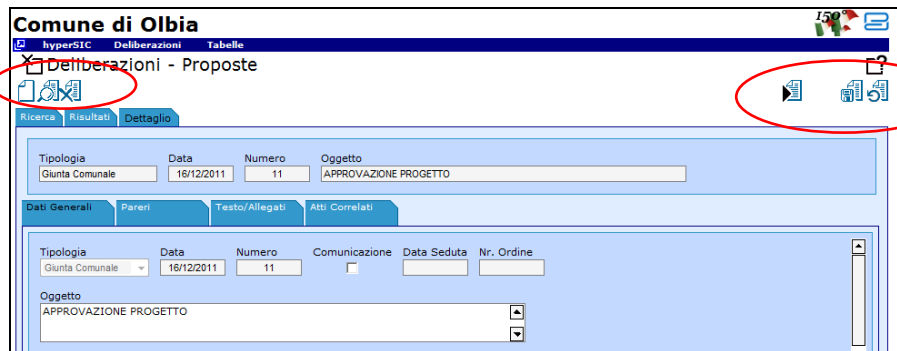 Comune di Olbia
150°
hyperSIC Deliberazioni Tabelle
Deliberazioni - Proposte
?
Ricerca Risultati Dettaglio
Tipologia Data Numero Oggetto
Giunta Comunale 16/12/2011 11 APPROVAZIONE PROGETTO
Dati Generali Pareri Testo/Allegati Atti Correlati
Tipologia Data Numero Comunicazione Data Seduta Nr. Ordine
Giunta Comunale 16/12/2011 11
Oggetto
APPROVAZIONE PROGETTO